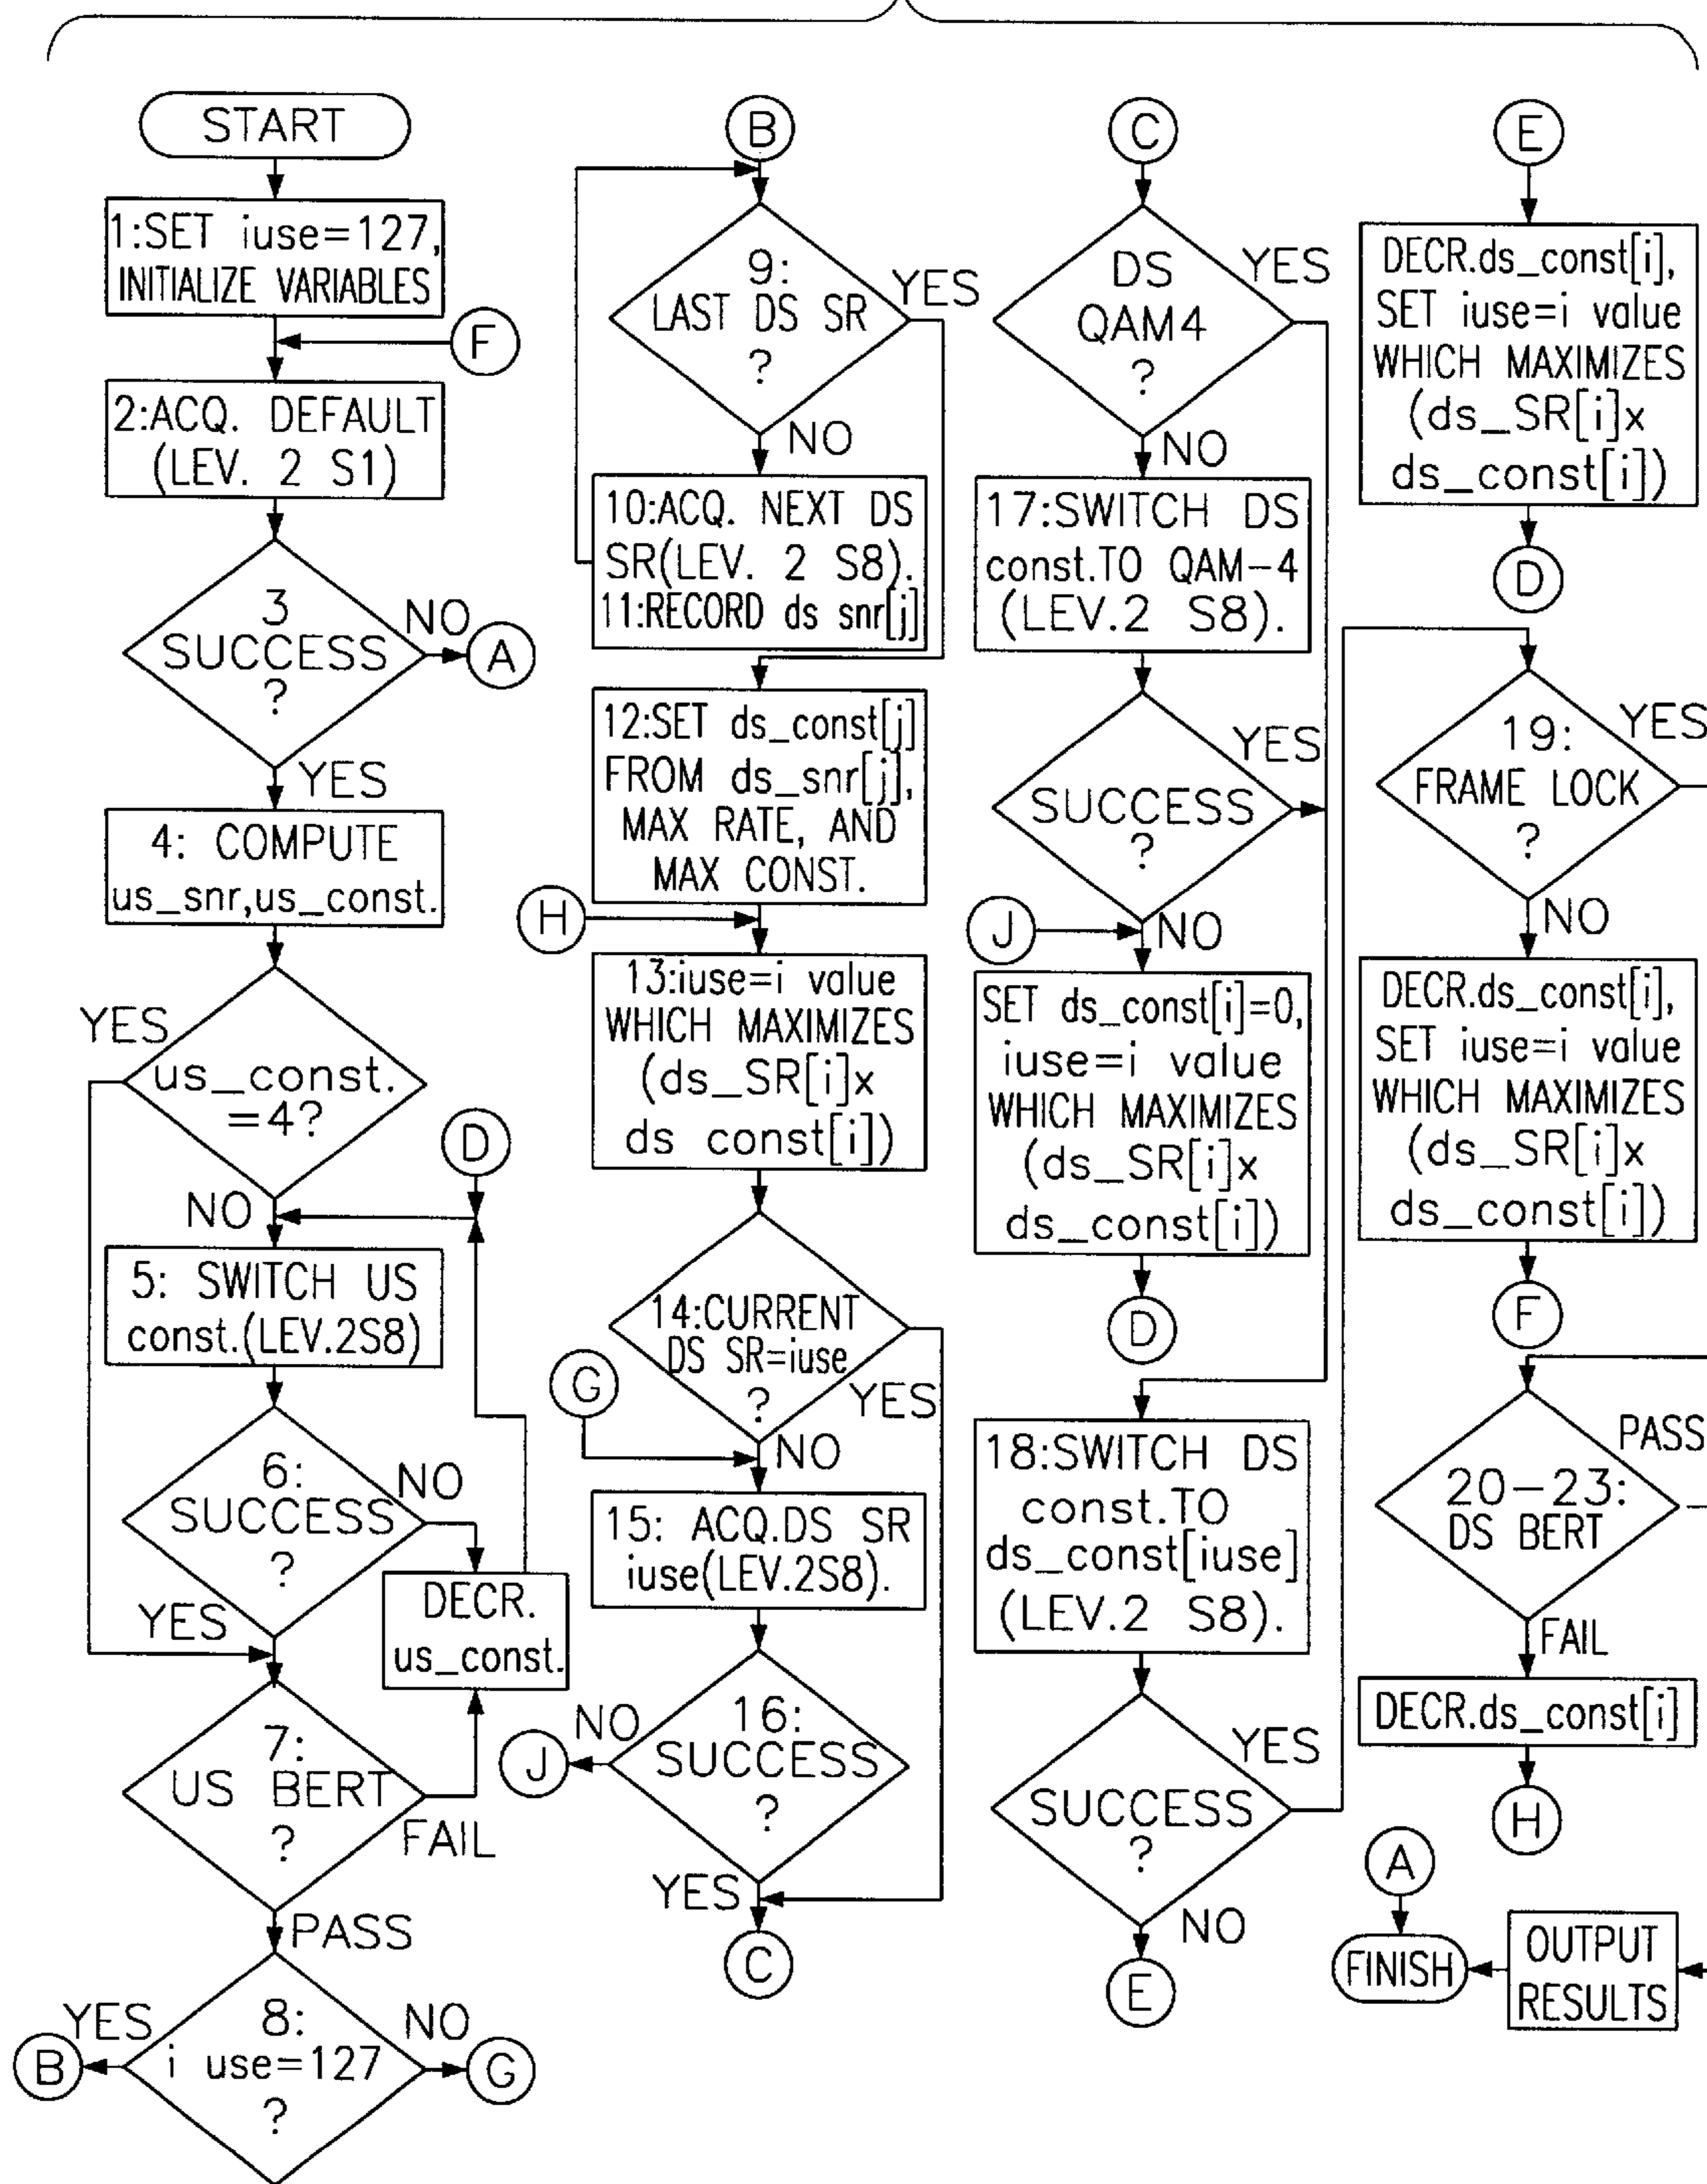 START
1:SET iuse=127,
INITIALIZE VARIABLES
F
2:ACQ. DEFAULT
(LEV. 2 S1)
3
SUCCESS
?
NO
A
YES
4: COMPUTE
us_snr,us_const.
YES
us_const.
=4?
D
NO
5: SWITCH US
const.(LEV.2S8)
6:
SUCCESS
?
NO
YES
DECR.
us_const.
7:
US BERT
?
FAIL
PASS
8:
i use=127
?
YES
B
NO
G
B
9:
LAST DS SR
?
YES
NO
10:ACQ. NEXT DS
SR(LEV. 2 S8).
11:RECORD ds snr[j]
12:SET ds_const[j]
FROM ds_snr[j],
MAX RATE, AND
MAX CONST.
H
13:iuse=i value
WHICH MAXIMIZES
(ds_SR[i]x
ds const[i])
14:CURRENT
DS SR=iuse
?
G
YES
NO
15: ACQ.DS SR
iuse(LEV.2S8).
16:
SUCCESS
?
NO
J
YES
C
C
DS
QAM4
?
YES
NO
17:SWITCH DS
const.TO QAM-4
(LEV.2 S8).
SUCCESS
?
YES
J
NO
SET ds_const[i]=0,
iuse=i value
WHICH MAXIMIZES
(ds_SR[i]x
ds_const[i])
D
18:SWITCH DS
const.TO
ds_const[iuse]
(LEV.2 S8).
SUCCESS
?
YES
NO
E
E
DECR.ds_const[i],
SET iuse=i value
WHICH MAXIMIZES
(ds_SR[i]x
ds_const[i])
D
19:
FRAME LOCK
?
YES
NO
DECR.ds_const[i],
SET iuse=i value
WHICH MAXIMIZES
(ds_SR[i]x
ds_const[i])
F
20-23:
DS BERT
PASS
FAIL
DECR.ds_const[i]
H
A
FINISH
OUTPUT
RESULTS